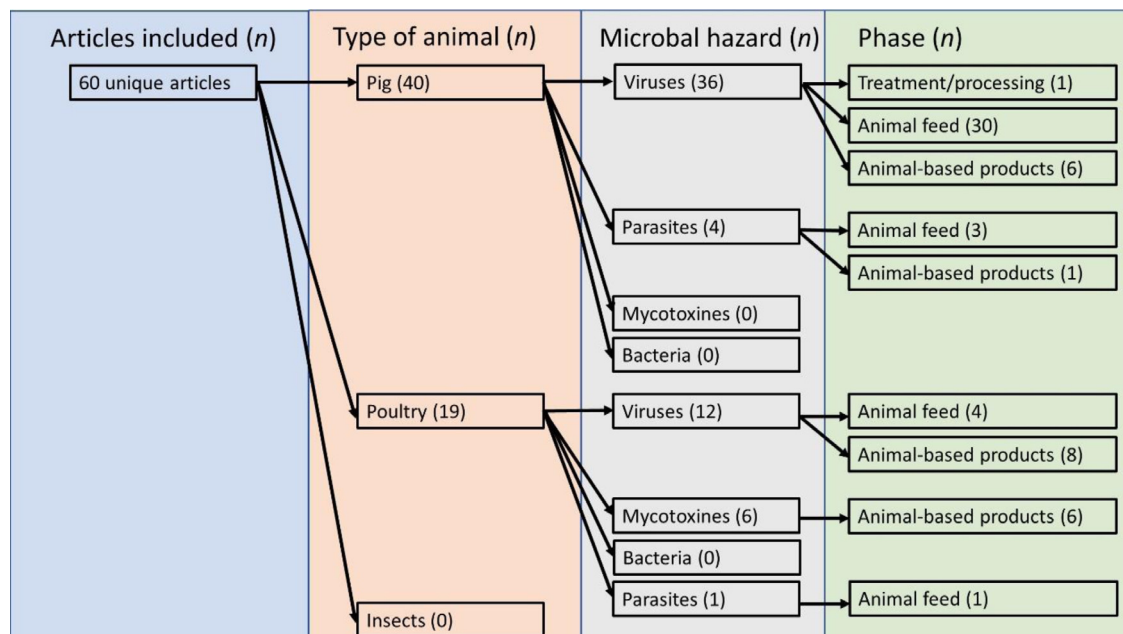 Articles included (n)
Type of animal (n)
Microbal hazard (n)
Phase (n)
60 unique articles
Pig (40)
Viruses (36)
Treatment/processing (1)
Animal feed (30)
Animal-based products (6)
Parasites (4)
Animal feed (3)
Animal-based products (1)
Mycotoxines (0)
Bacteria (0)
Poultry (19)
Viruses (12)
Animal feed (4)
Animal-based products (8)
Mycotoxines (6)
Animal-based products (6)
Bacteria (0)
Parasites (1)
Animal feed (1)
Insects (0)